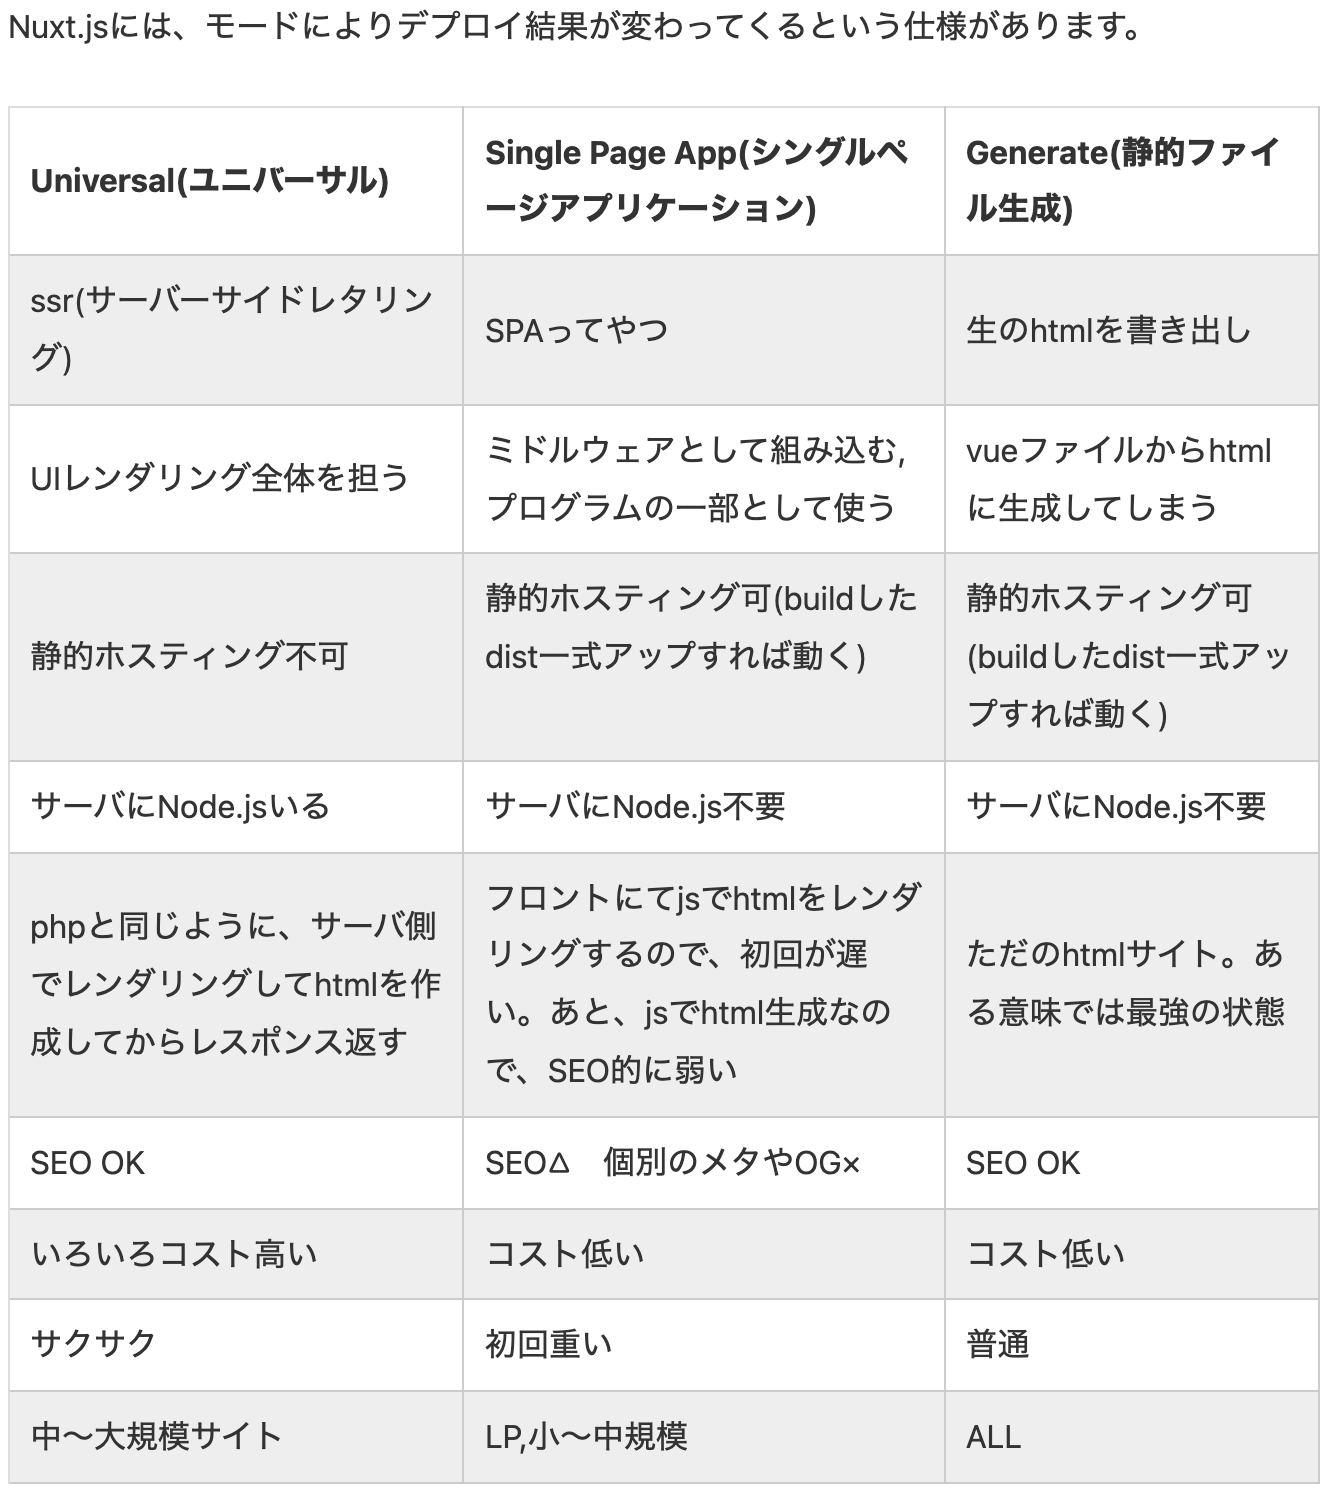 Nuxt.jsには、モードによりデプロイ結果が変わってくるという仕様があります。
Universal(ユニバーサル)
Single Page App(シングルペ
ージアプリケーション)
Generate(静的ファイ
ル生成)
ssr(サーバーサイドレタリン
グ)
SPAってやつ
生のhtmlを書き出し
UIレンダリング全体を担う
ミドルウェアとして組み込む,
プログラムの一部として使う
vueファイルからhtml
に生成してしまう
静的ホスティング不可
静的ホスティング可(buildした
dist一式アップすれば動く)
静的ホスティング可
(buildしたdist一式アッ
プすれば動く)
サーバにNode.jsいる
サーバにNode.js不要
サーバにNode.js不要
phpと同じように、サーバ側
でレンダリングしてhtmlを作
成してからレスポンス返す
フロントにてjsでhtmlをレンダ
リングするので、初回が遅
い。あと、jsでhtml生成なの
で、SEO的に弱い
ただのhtmlサイト。あ
る意味では最強の状態
SEO OK
SEO△　個別のメタやOG×
SEO OK
いろいろコスト高い
コスト低い
コスト低い
サクサク
初回重い
普通
中〜大規模サイト
LP,小〜中規模
ALL